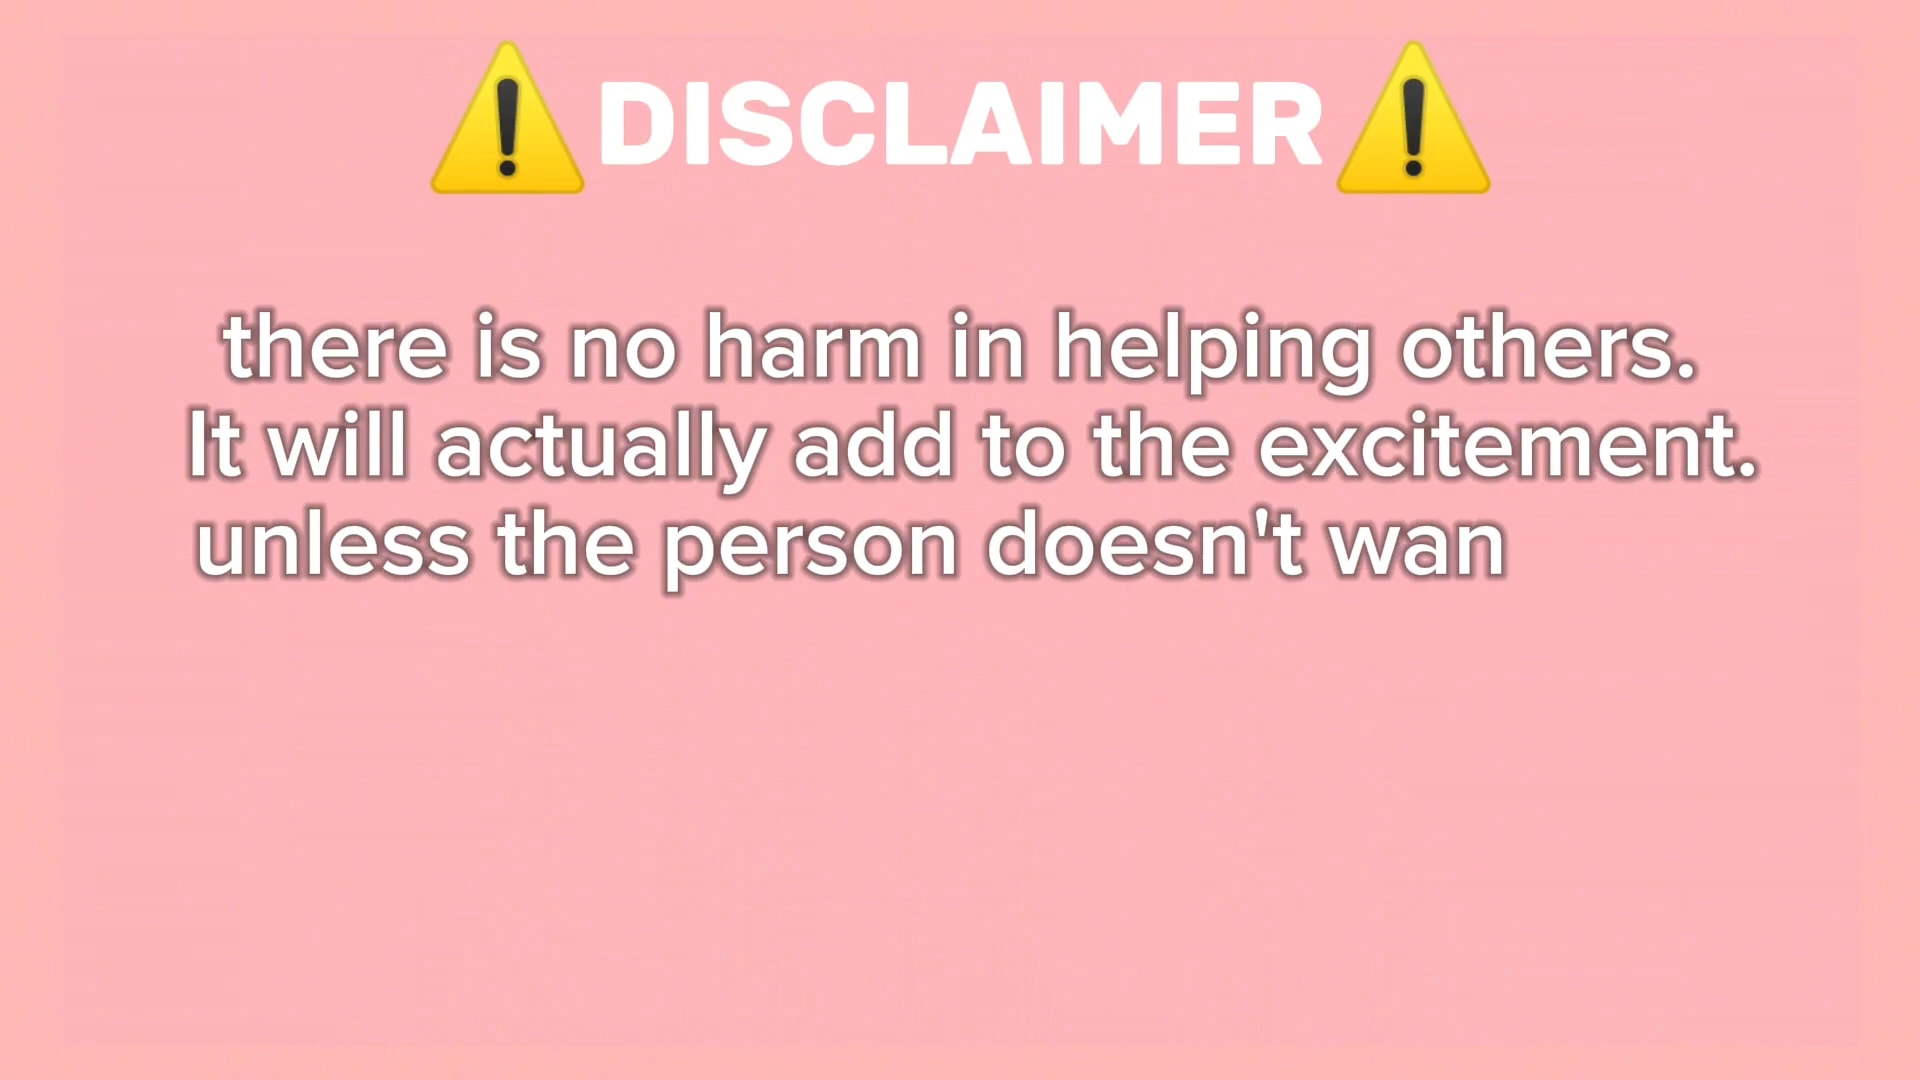 ⚠️DISCLAIMER⚠️
there is no harm in helping others.
It will actually add to the excitement.
unless the person doesn't wan